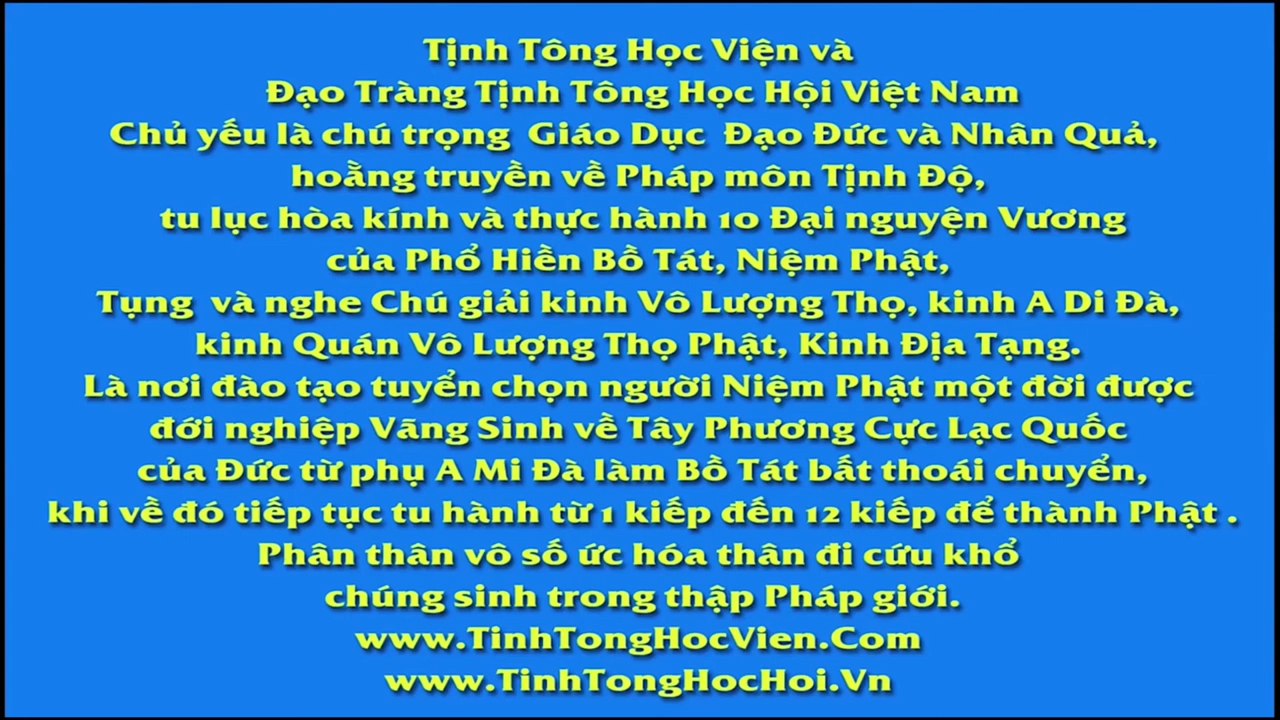 Tịnh Tông Học Viện và
Đạo Tràng Tịnh Tông Học Hội Việt Nam
Chủ yếu là chú trọng Giáo Dục Đạo Đức và Nhân Quả,
hoằng truyền về Pháp môn Tịnh Độ,
tu lục hòa kính và thực hành 10 Đại nguyện Vương
của Phổ Hiền Bồ Tát, Niệm Phật,
Tụng và nghe Chú giải kinh Vô Lượng Thọ, kinh A Di Đà,
kinh Quán Vô Lượng Thọ Phật, Kinh Địa Tạng.
Là nơi đào tạo tuyển chọn người Niệm Phật một đời được
đới nghiệp Vãng Sinh về Tây Phương Cực Lạc Quốc
của Đức từ phụ A Mi Đà làm Bồ Tát bất thoái chuyển,
khi về đó tiếp tục tu hành từ 1 kiếp đến 12 kiếp để thành Phật .
Phân thân vô số ức hóa thân đi cứu khổ
chúng sinh trong thập Pháp giới.
www.TinhTongHocVien.Com
www.TinhTongHocHoi.Vn